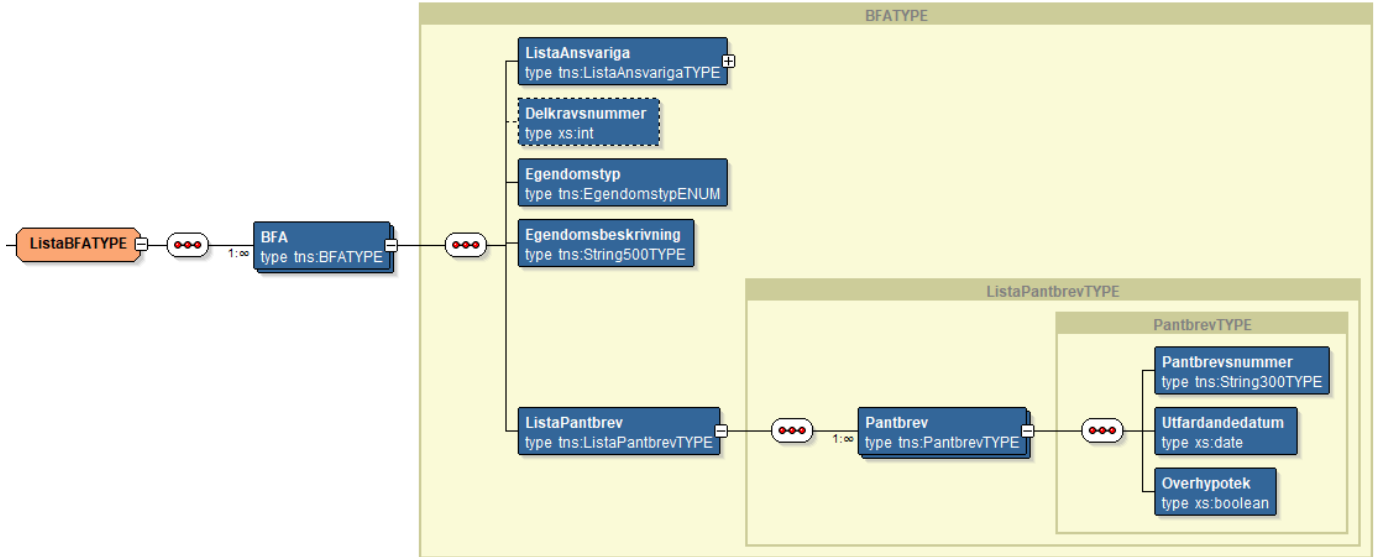 BFATYPE
ListaAnsvariga
type tns:ListaAnsvarigaTYPE
Delkravsnummer
type xs:int
Egendomstyp
type tns:EgendomstypENUM
ListaBFATYPE
BFA
type tns:BFATYPE
1:∞
Egendomsbeskrivning
type tns:String500TYPE
ListaPantbrevTYPE
PantbrevTYPE
Pantbrevsnummer
type tns:String300TYPE
ListaPantbrev
type tns:ListaPantbrevTYPE
1:∞
Pantbrev
type tns:PantbrevTYPE
Utfardandedatum
type xs:date
Overhypotek
type xs:boolean